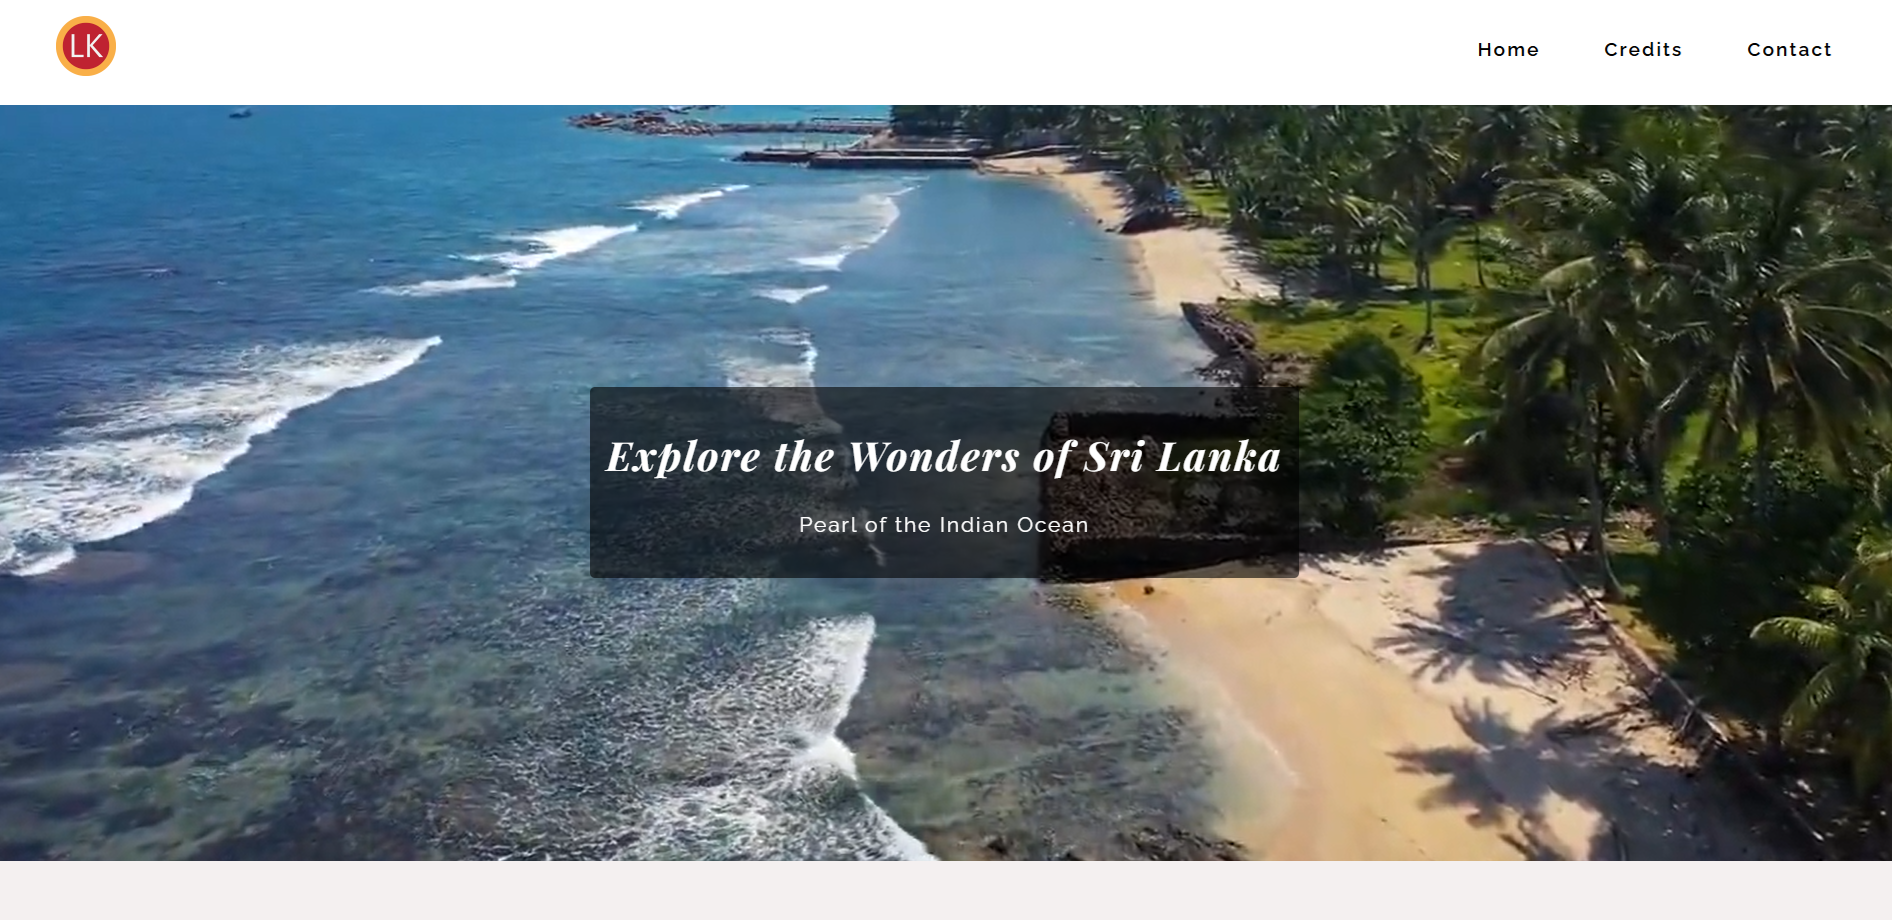 LK
Home Credits Contact
Explore the Wonders of Sri Lanka
Pearl of the Indian Ocean